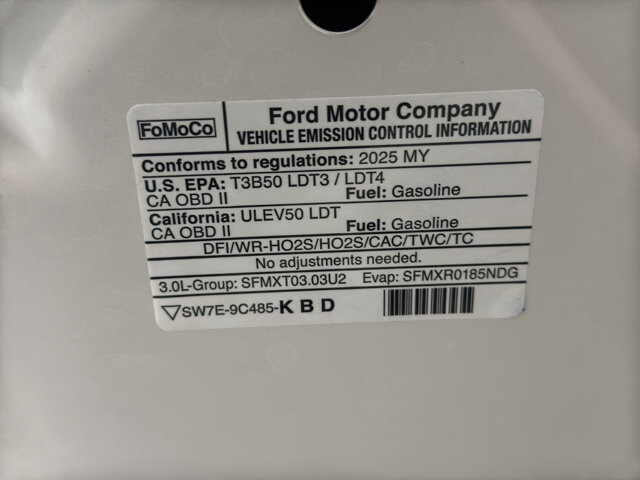 FoMoCo
Ford Motor Company
VEHICLE EMISSION CONTROL INFORMATION
Conforms to regulations: 2025 MY
U.S. EPA: T3B50 LDT3 / LDT4
CA OBD II Fuel: Gasoline
California: ULEV50 LDT
CA OBD II Fuel: Gasoline
DFI/WR-HO2S/HO2S/CAC/TWC/TC
No adjustments needed.
3.0L-Group: SFMXT03.03U2 Evap: SFMXR0185NDG
SW7E-9C485-K B D